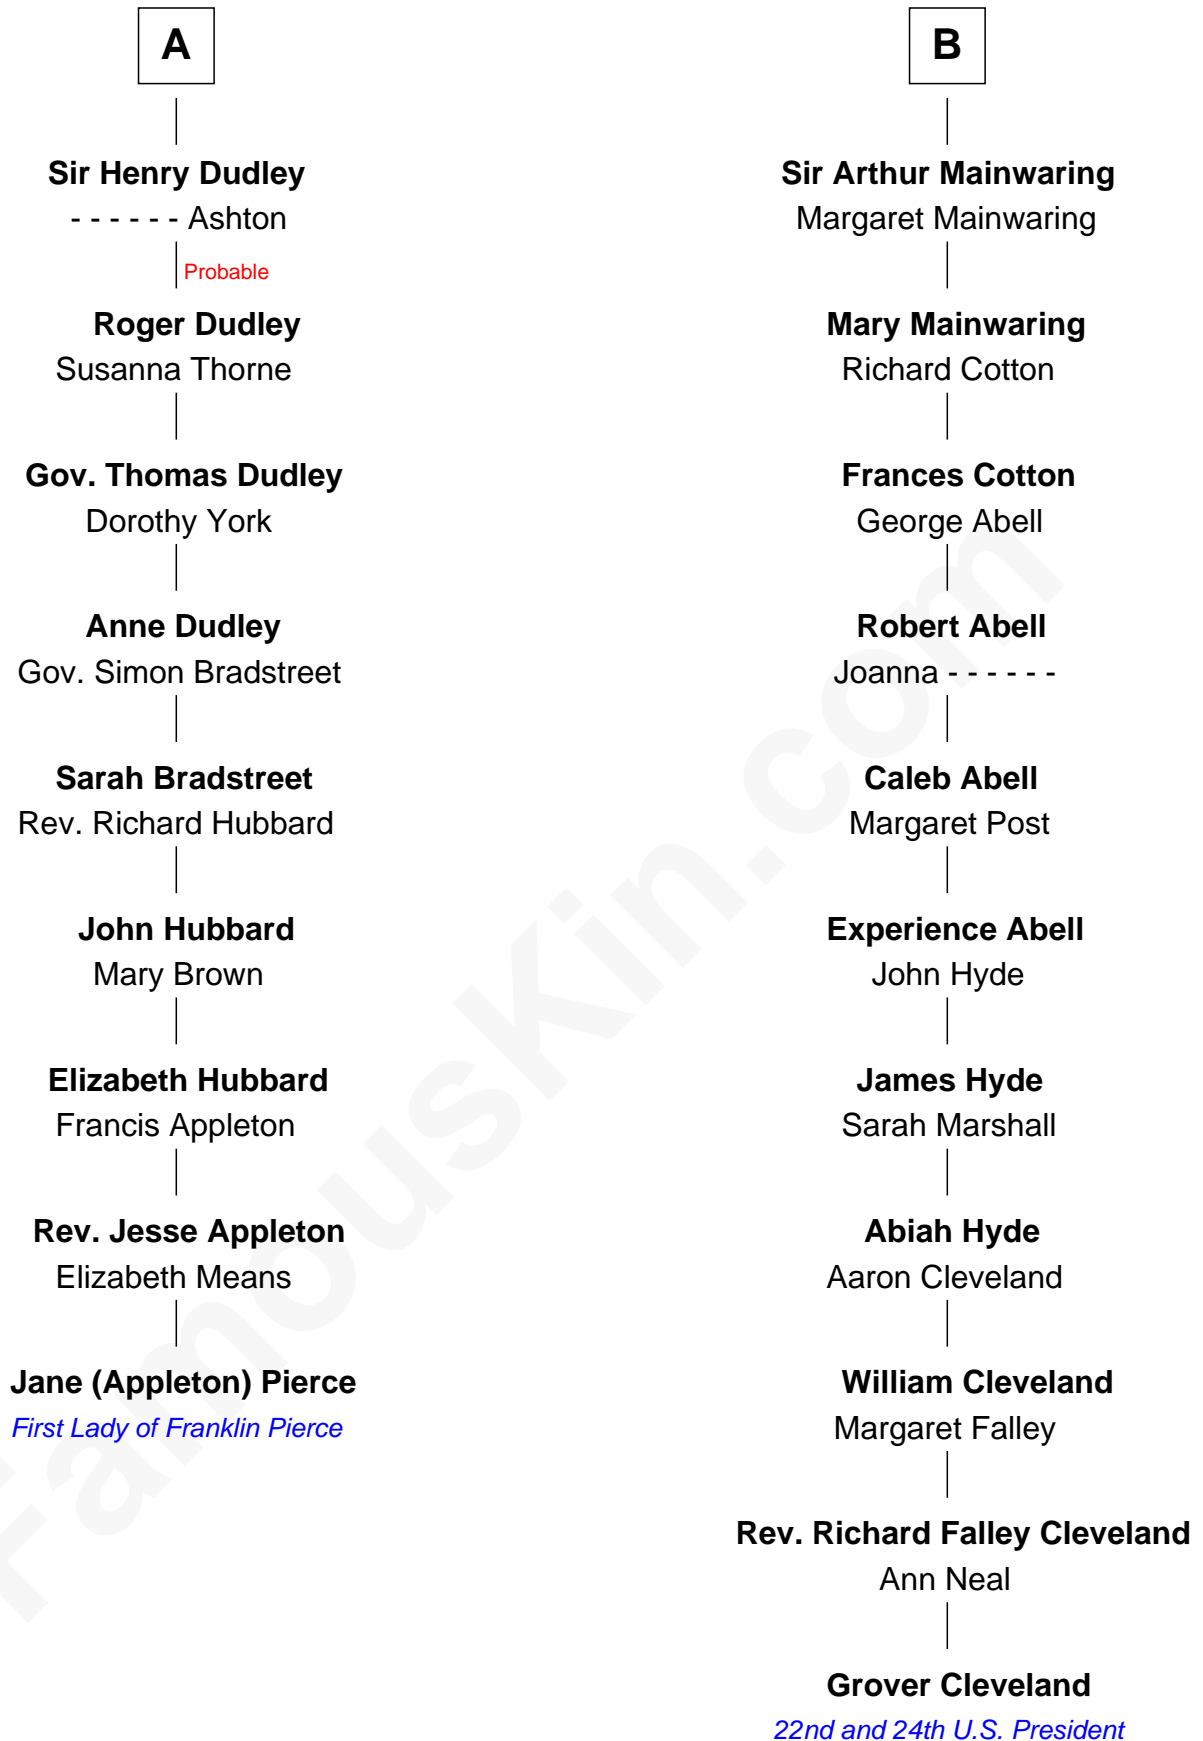 A
Sir Henry Dudley
- - - - - - Ashton
Probable
Roger Dudley
Susanna Thorne
Gov. Thomas Dudley
Dorothy York
Anne Dudley
Gov. Simon Bradstreet
Sarah Bradstreet
Rev. Richard Hubbard
John Hubbard
Mary Brown
Elizabeth Hubbard
Francis Appleton
Rev. Jesse Appleton
Elizabeth Means
Jane (Appleton) Pierce
First Lady of Franklin Pierce
B
Sir Arthur Mainwaring
Margaret Mainwaring
Mary Mainwaring
Richard Cotton
Frances Cotton
George Abell
Robert Abell
Joanna - - - - - -
Caleb Abell
Margaret Post
Experience Abell
John Hyde
James Hyde
Sarah Marshall
Abiah Hyde
Aaron Cleveland
William Cleveland
Margaret Falley
Rev. Richard Falley Cleveland
Ann Neal
Grover Cleveland
22nd and 24th U.S. President
FamousKin.com